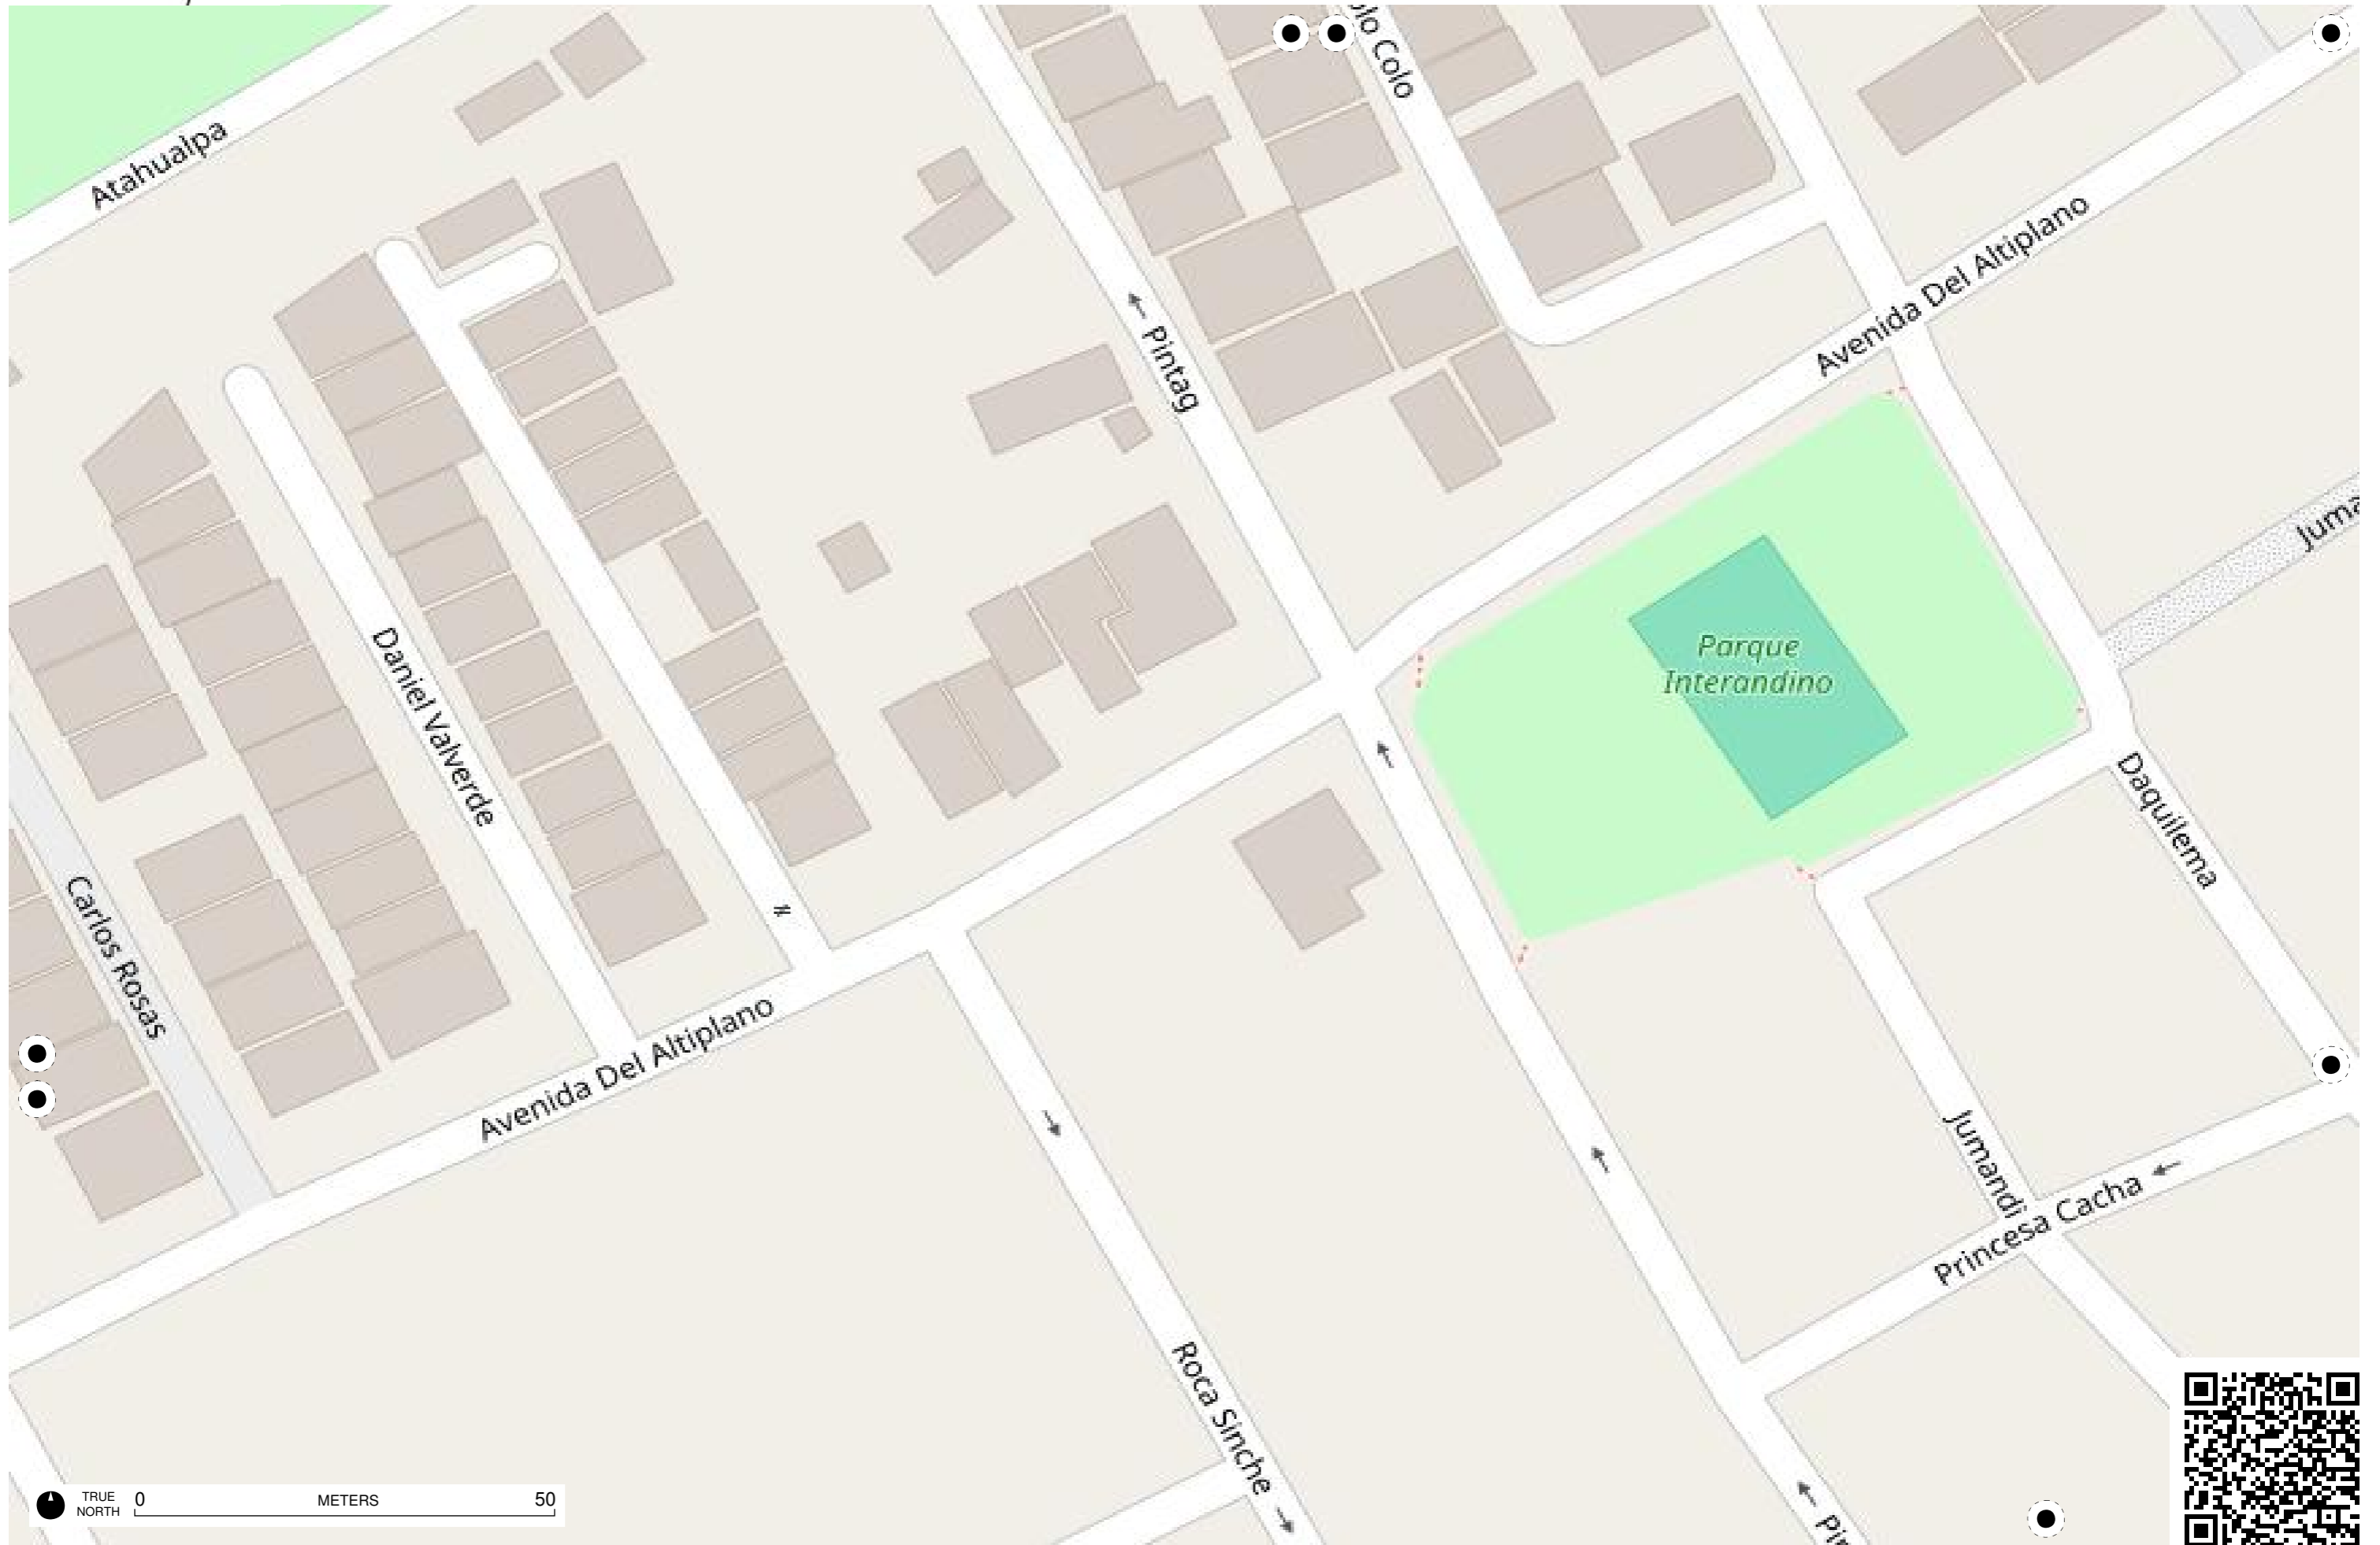 Colo
Atahualpa
Avenida Del Altiplano
Pintag
Juma
Parque
Interandino
Daniel Valverde
Daquilema
Carlos Rosas
Avenida Del Altiplano
Jumandi
Princesa Cacha
Roca Sinche
TRUE
NORTH
0 METERS 50